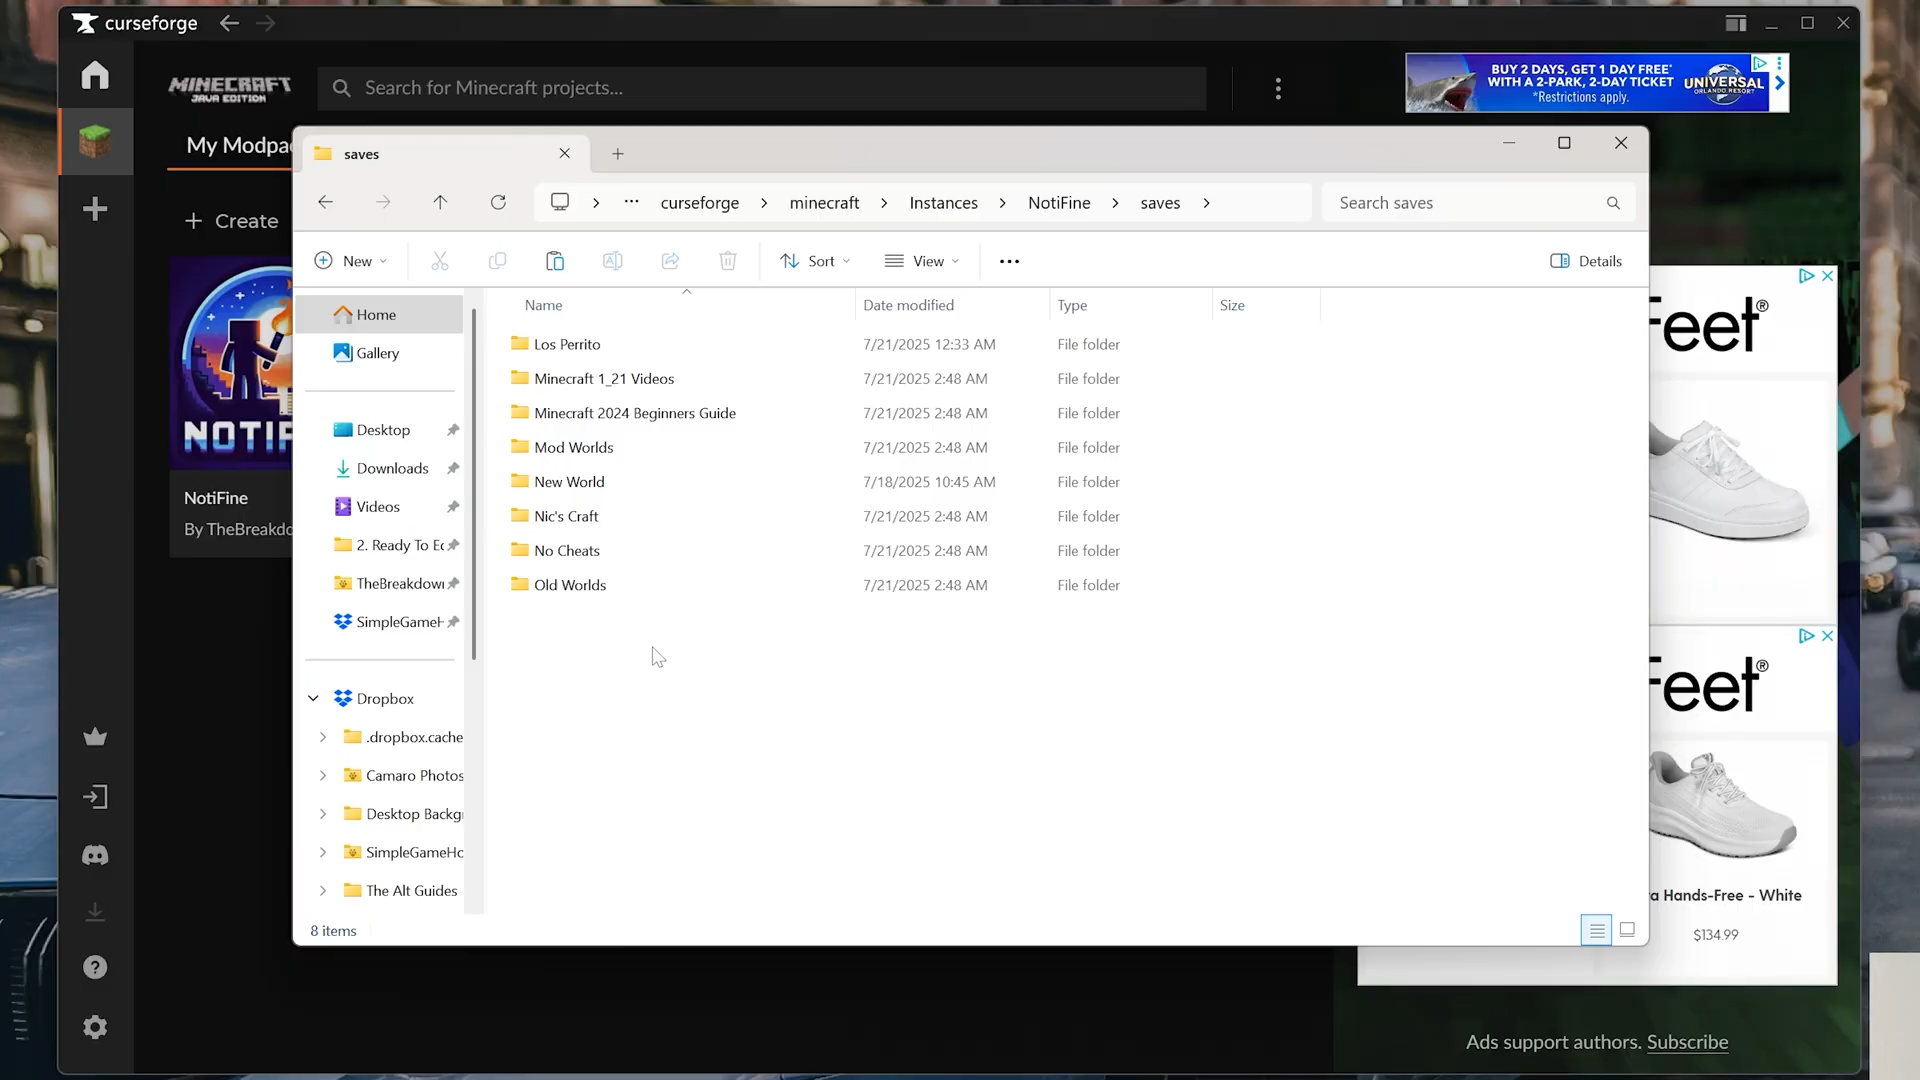 curseforge
MINECRAFT
JAVA EDITION
Search for Minecraft projects...
BUY 2 DAYS, GET 1 DAY FREE*
WITH A 2-PARK, 2-DAY TICKET
*Restrictions apply.
UNIVERSAL
ORLANDO RESORT
My Modpac
Create
NOTIF
NotiFine
By TheBreakdo
saves
curseforge
minecraft
Instances
NotiFine
saves
Search saves
New
Sort
View
Details
Home
Gallery
Desktop
Downloads
Videos
2. Ready To Ec
TheBreakdow
SimpleGameH
Dropbox
.dropbox.cache
Camaro Photos
Desktop Backgr
SimpleGameHo
The Alt Guides
Name Date modified Type Size
Los Perrito 7/21/2025 12:33 AM File folder
Minecraft 1_21 Videos 7/21/2025 2:48 AM File folder
Minecraft 2024 Beginners Guide 7/21/2025 2:48 AM File folder
Mod Worlds 7/21/2025 2:48 AM File folder
New World 7/18/2025 10:45 AM File folder
Nic's Craft 7/21/2025 2:48 AM File folder
No Cheats 7/21/2025 2:48 AM File folder
Old Worlds 7/21/2025 2:48 AM File folder
8 items
Feet®
Feet®
a Hands-Free - White
$134.99
Ads support authors. Subscribe